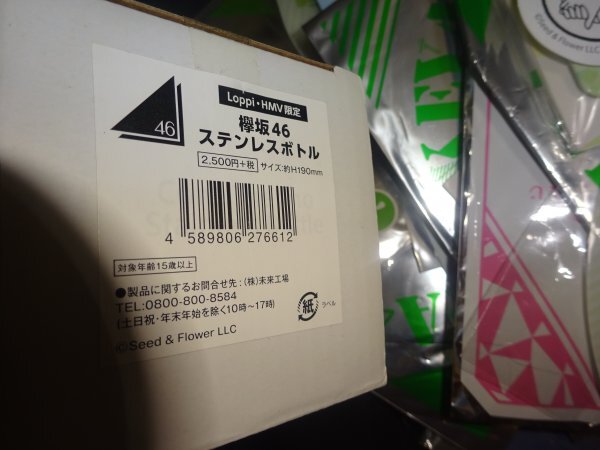 46
Loppi・HMV限定
欅坂46
ステンレスボトル
2,500円+税 サイズ:約H190mm
4 589806 276612
対象年齢15歳以上
●製品に関するお問合せ先:(株)未来工場
TEL:0800-800-8584
(土日祝・年末年始を除く10時〜17時)
紙 ラベル
©Seed & Flower LLC
©Seed & Flower LLC